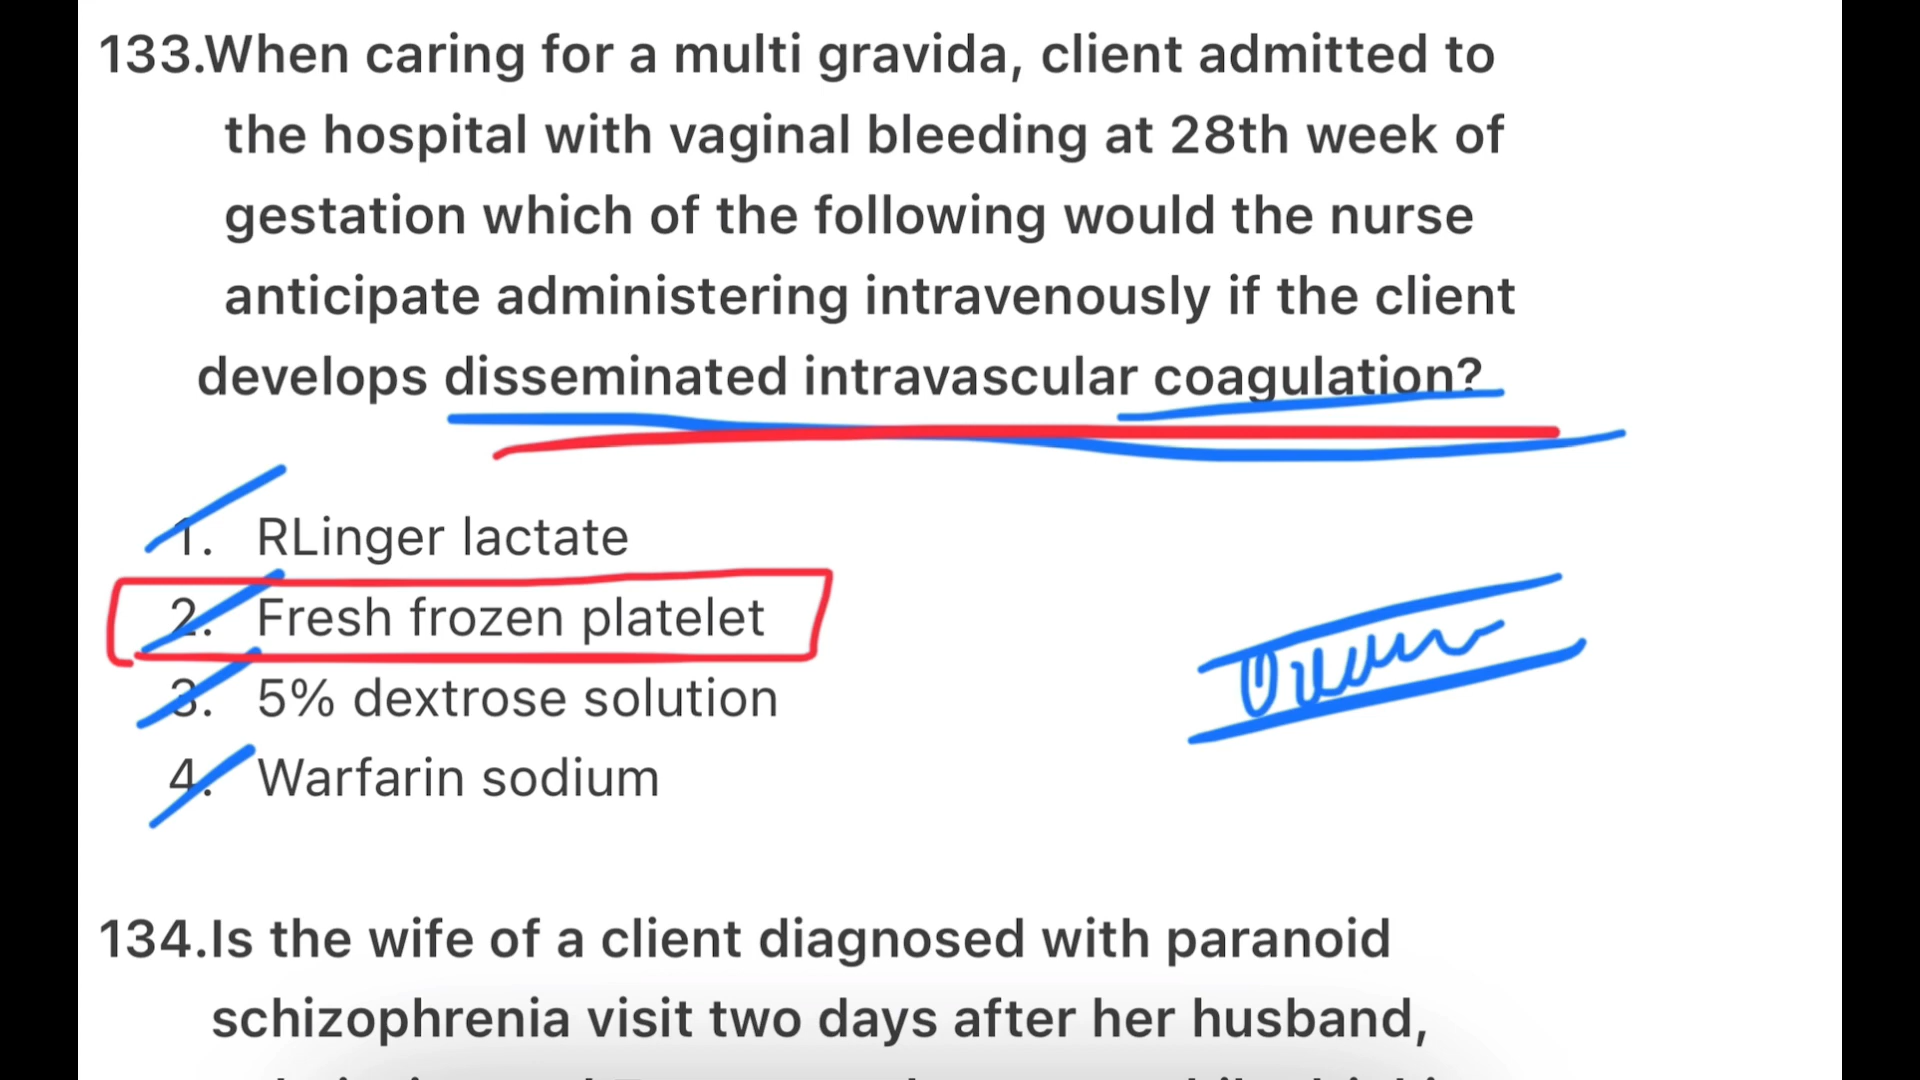 133.When caring for a multi gravida, client admitted to
the hospital with vaginal bleeding at 28th week of
gestation which of the following would the nurse
anticipate administering intravenously if the client
develops disseminated intravascular coagulation?
1. RLinger lactate
2. Fresh frozen platelet
3. 5% dextrose solution
4. Warfarin sodium
134.Is the wife of a client diagnosed with paranoid
schizophrenia visit two days after her husband,